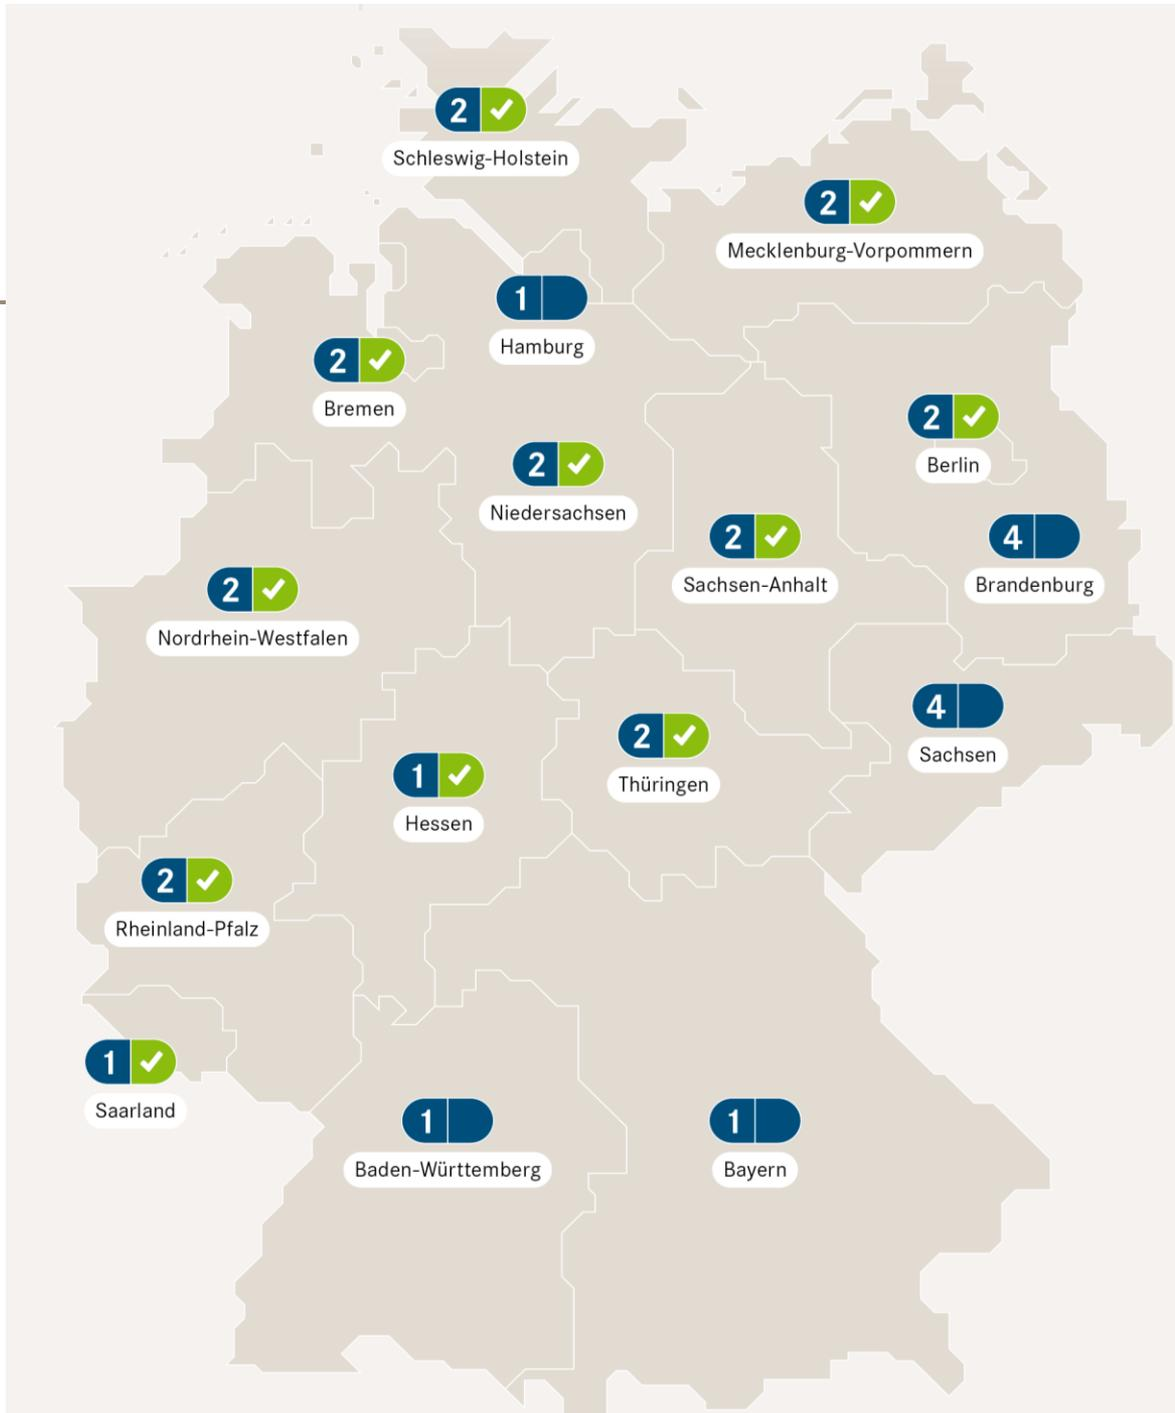 2
Schleswig-Holstein
2
Mecklenburg-Vorpommern
1
Hamburg
2
Bremen
2
Berlin
2
Niedersachsen
2
Sachsen-Anhalt
4
Brandenburg
2
Nordrhein-Westfalen
4
Sachsen
2
Thüringen
1
Hessen
2
Rheinland-Pfalz
1
Saarland
1
Baden-Württemberg
1
Bayern